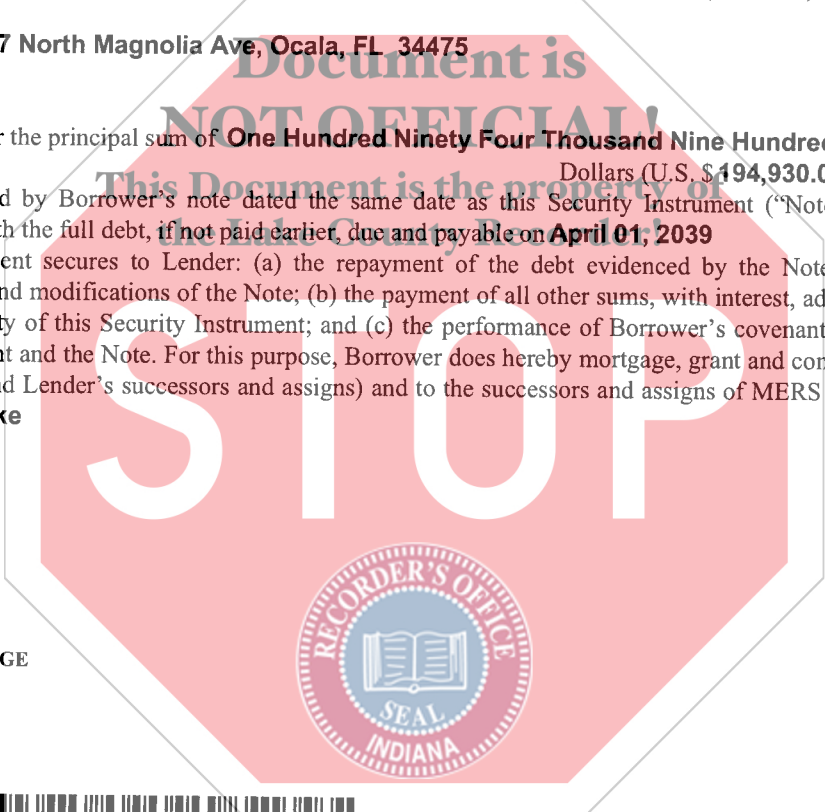 7 North Magnolia Ave, Ocala, FL 34475
Document is
NOT OFFICIAL!
the principal sum of One Hundred Ninety Four Thousand Nine Hundre
Dollars (U.S. $194,930.0
This Document is the property of
d by Borrower’s note dated the same date as this Security Instrument (“Note
h the full debt, if not paid earlier, due and payable on April 01, 2039
the Lake County Recorder!
ent secures to Lender: (a) the repayment of the debt evidenced by the Note
nd modifications of the Note; (b) the payment of all other sums, with interest, ad
ty of this Security Instrument; and (c) the performance of Borrower’s covenant
t and the Note. For this purpose, Borrower does hereby mortgage, grant and con
d Lender’s successors and assigns) and to the successors and assigns of MERS
ke
STOP
RECORDER'S OFFICE
SEAL
INDIANA
GE